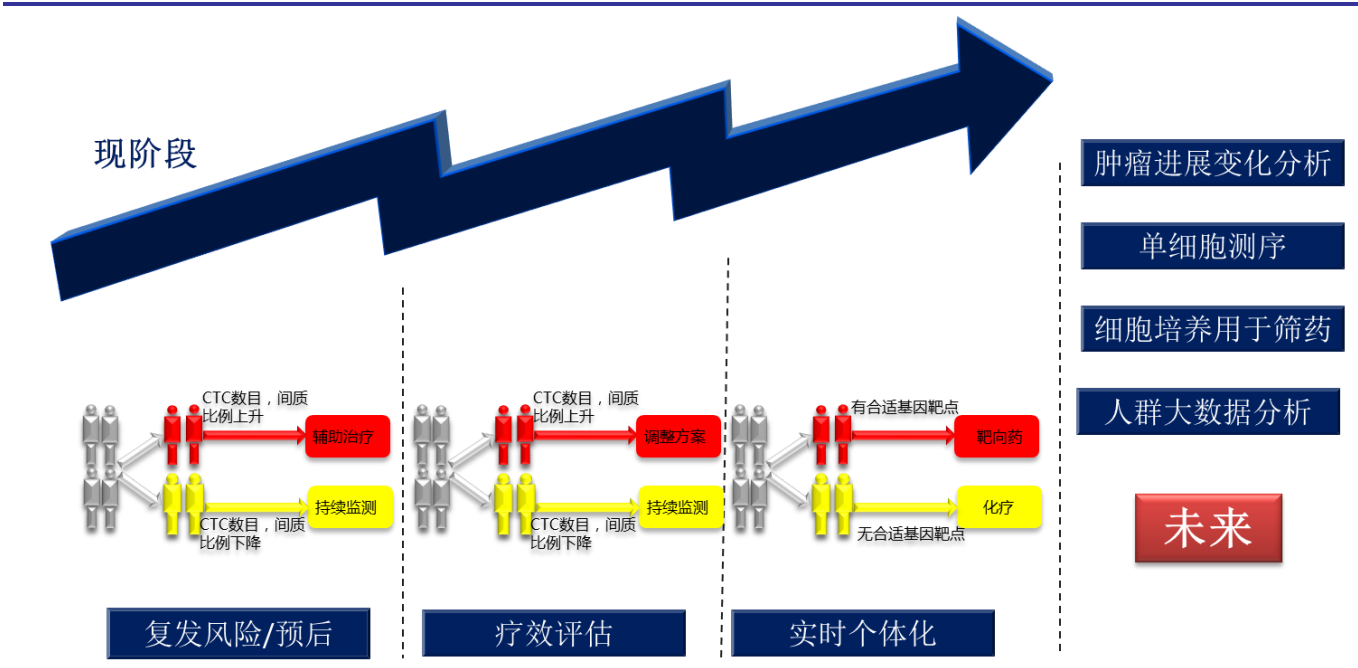 现阶段
CTC数目，间质
比例上升
辅助治疗
持续监测
CTC数目，间质
比例下降
复发风险/预后
CTC数目，间质
比例上升
调整方案
持续监测
CTC数目，间质
比例下降
疗效评估
有合适基因靶点
靶向药
化疗
无合适基因靶点
实时个体化
肿瘤进展变化分析
单细胞测序
细胞培养用于筛药
人群大数据分析
未来